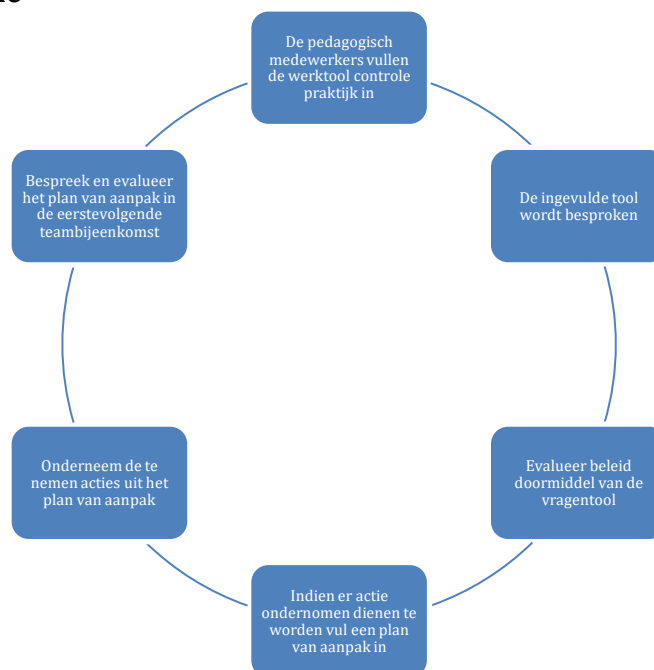 De pedagogisch
medewerkers vullen
de werktool controle
praktijk in
De ingevulde tool
wordt besproken
Evalueer beleid
doormiddel van de
vragentool
Indien er actie
ondernomen dienen te
worden vul een plan
van aanpak in
Onderneem de te
nemen acties uit het
plan van aanpak
Bespreek en evalueer
het plan van aanpak in
de eerstevolgende
teambijeenkomst